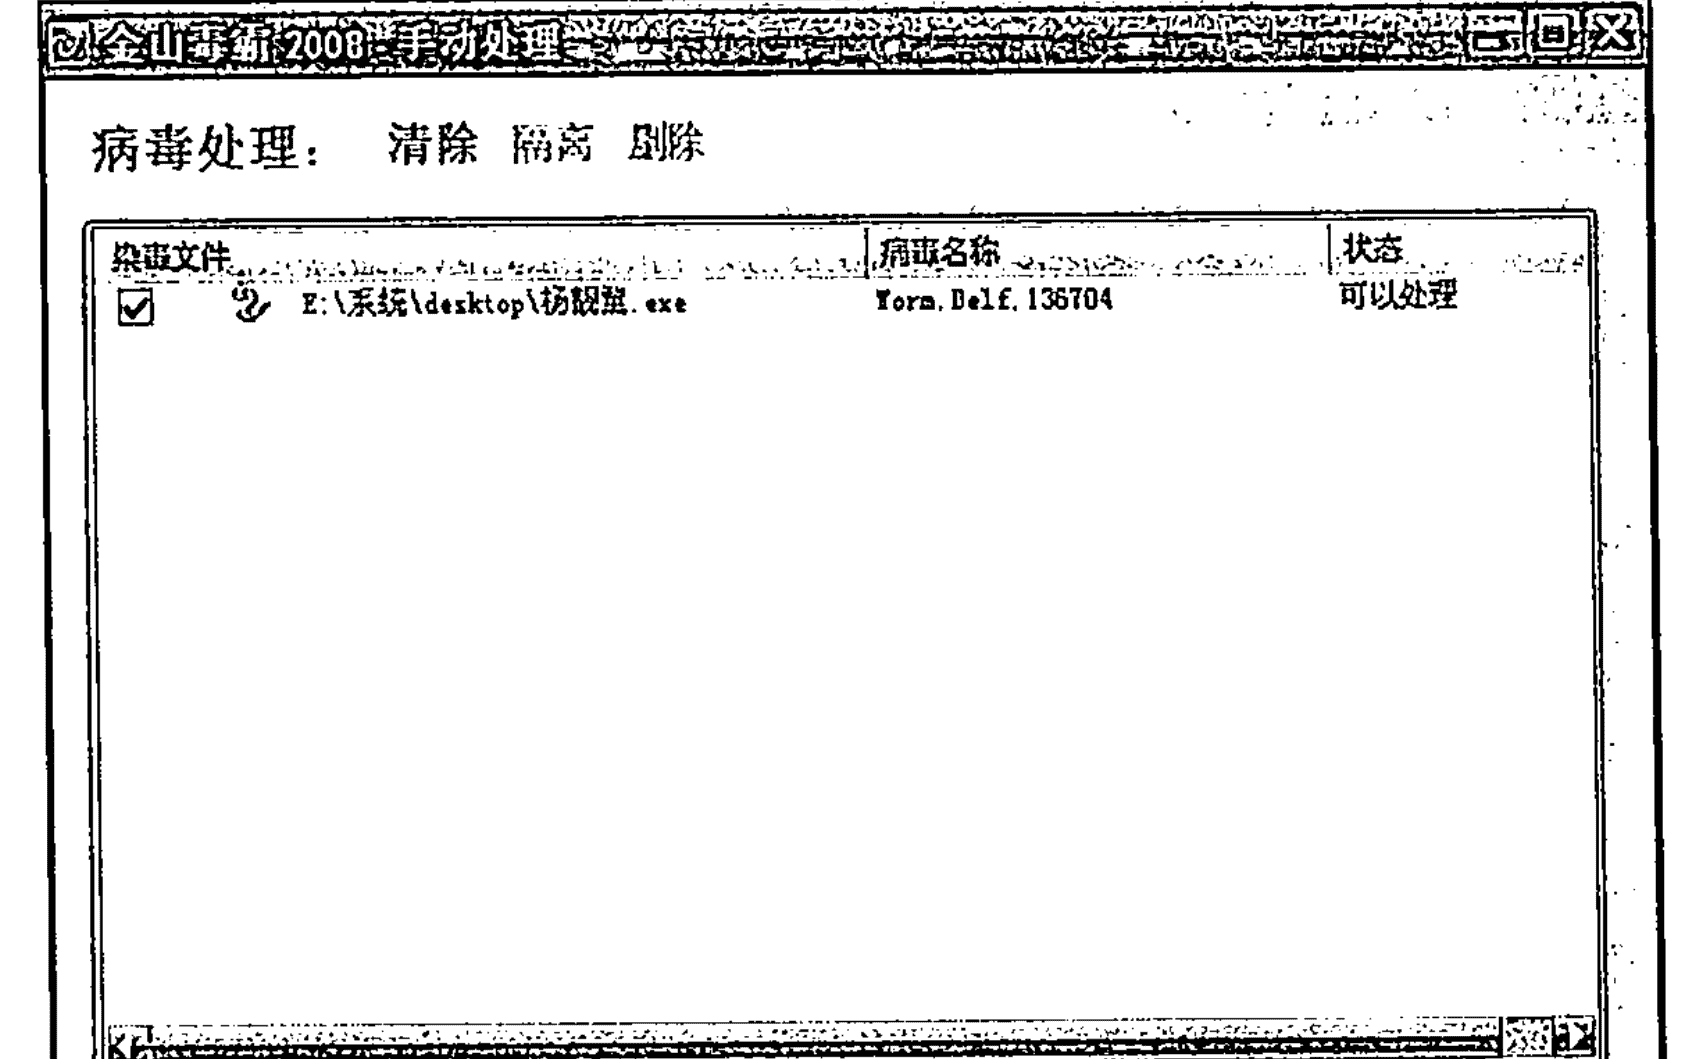 金山毒霸2008-手动处理
病毒处理： 清除 隔离 删除
染毒文件 病毒名称 状态
E:\系统\desktop\杨靓.exe Worm.Delf.136704 可以处理